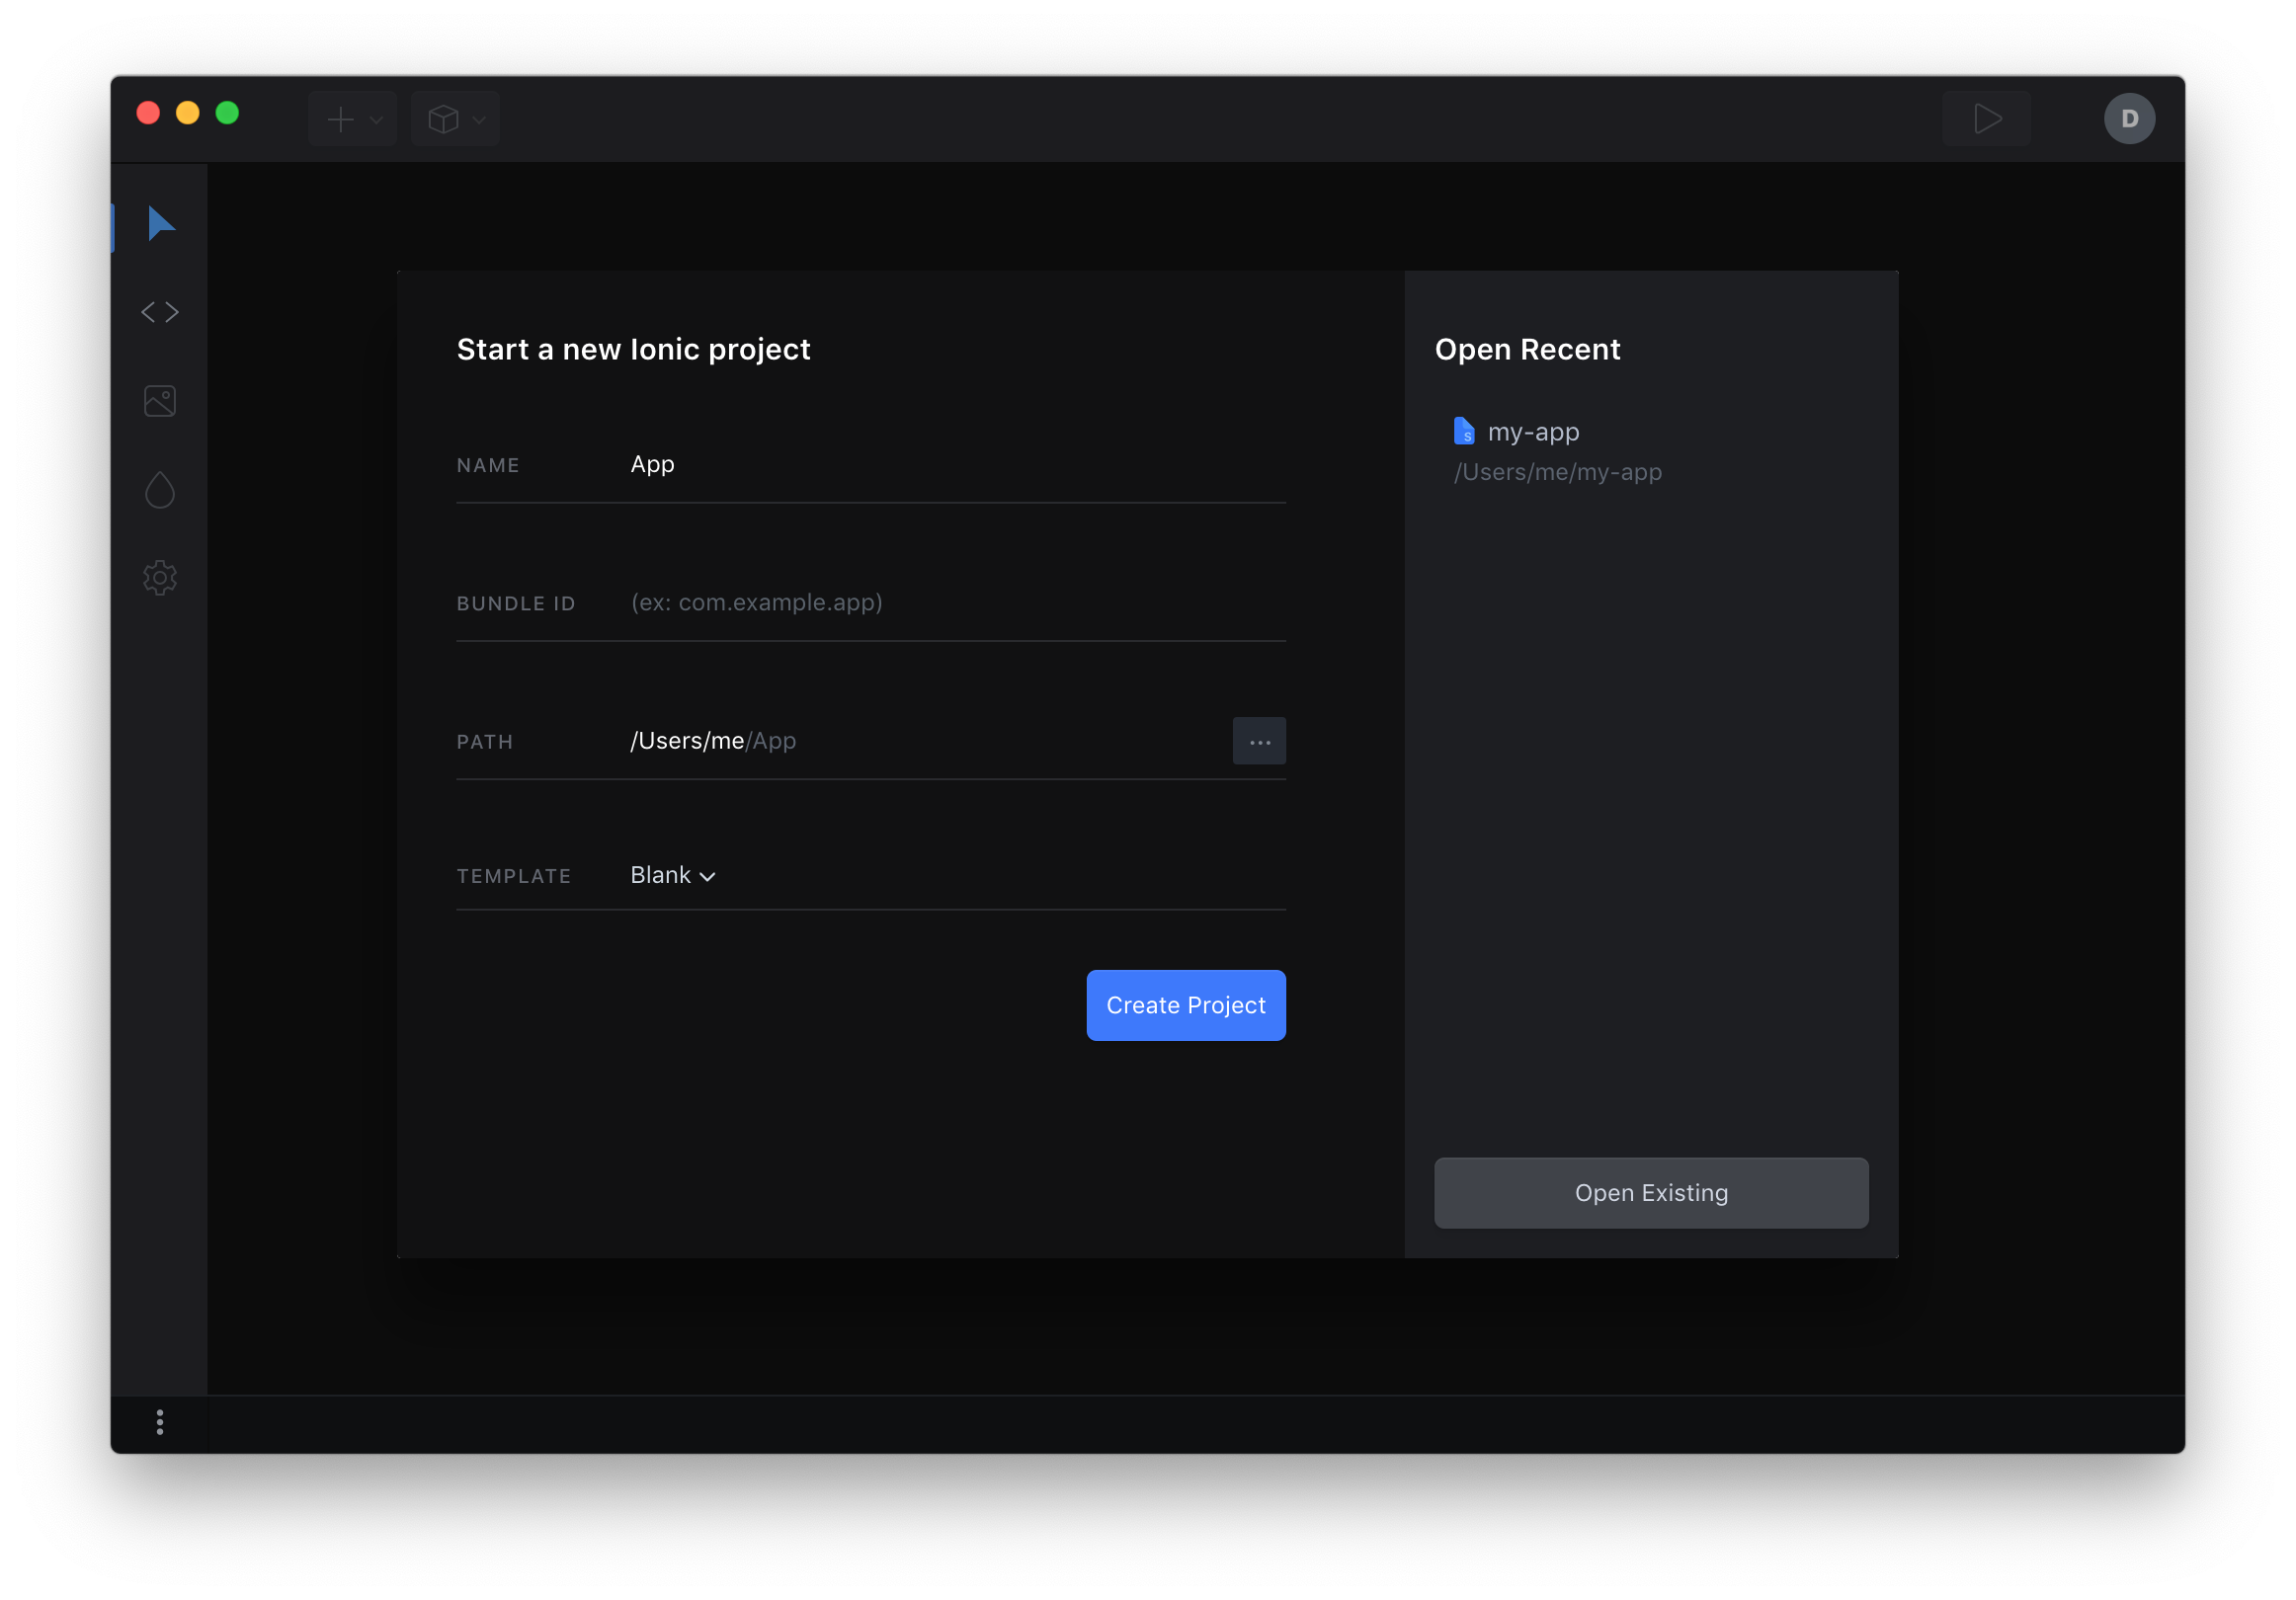 D
Start a new Ionic project
NAME App
BUNDLE ID (ex: com.example.app)
PATH /Users/me/App ...
TEMPLATE Blank
Create Project
Open Recent
S my-app
/Users/me/my-app
Open Existing